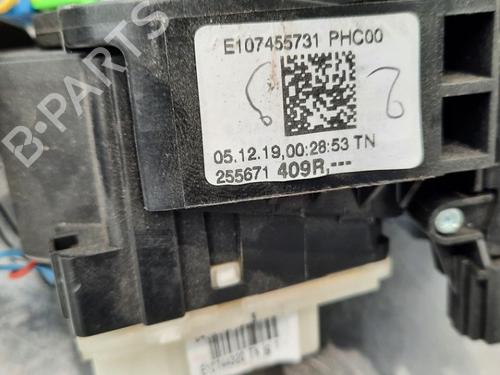 E107455731 PHC00
05.12.19,00:28:53 TN
255671 409R,---
B-PARTS